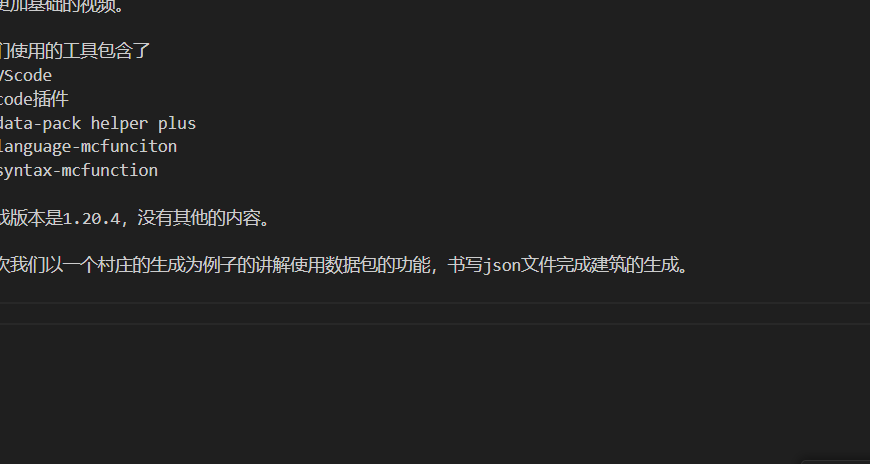 更加基础的视频。
们使用的工具包含了
VScode
code插件
data-pack helper plus
language-mcfunciton
syntax-mcfunction
戏版本是1.20.4，没有其他的内容。
次我们以一个村庄的生成为例子的讲解使用数据包的功能，书写json文件完成建筑的生成。